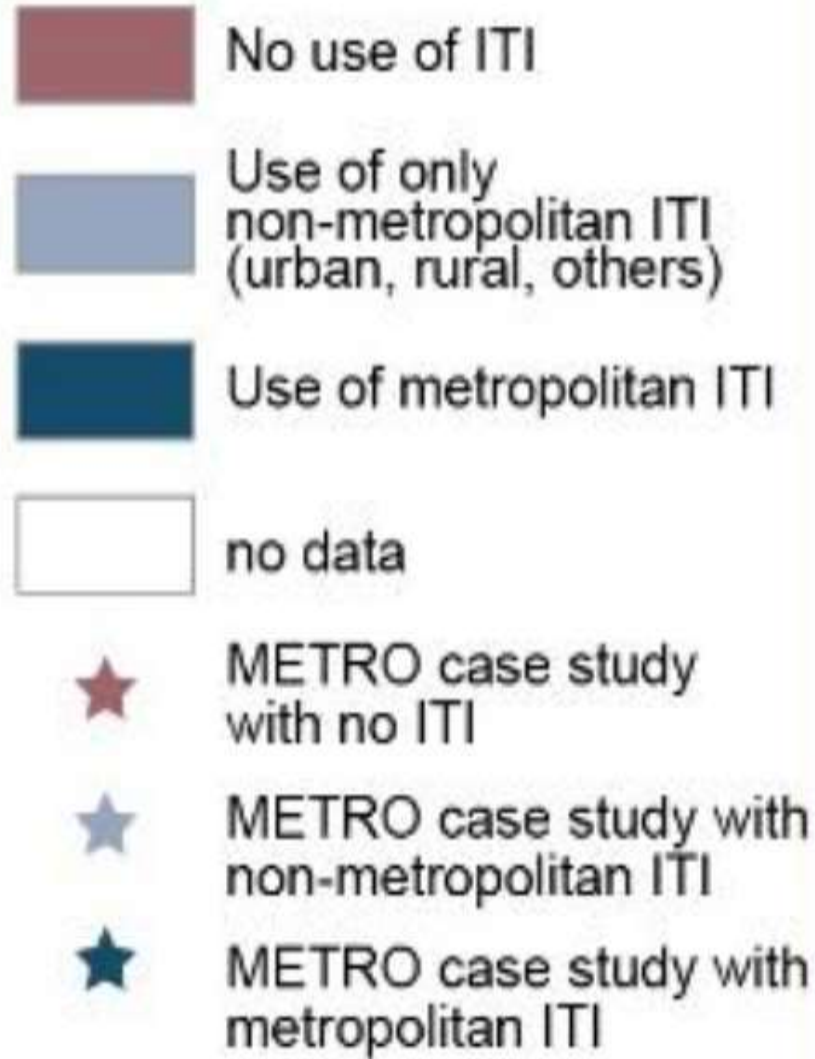 No use of ITI
Use of only
non-metropolitan ITI
(urban, rural, others)
Use of metropolitan ITI
no data
METRO case study
with no ITI
METRO case study with
non-metropolitan ITI
METRO case study with
metropolitan ITI